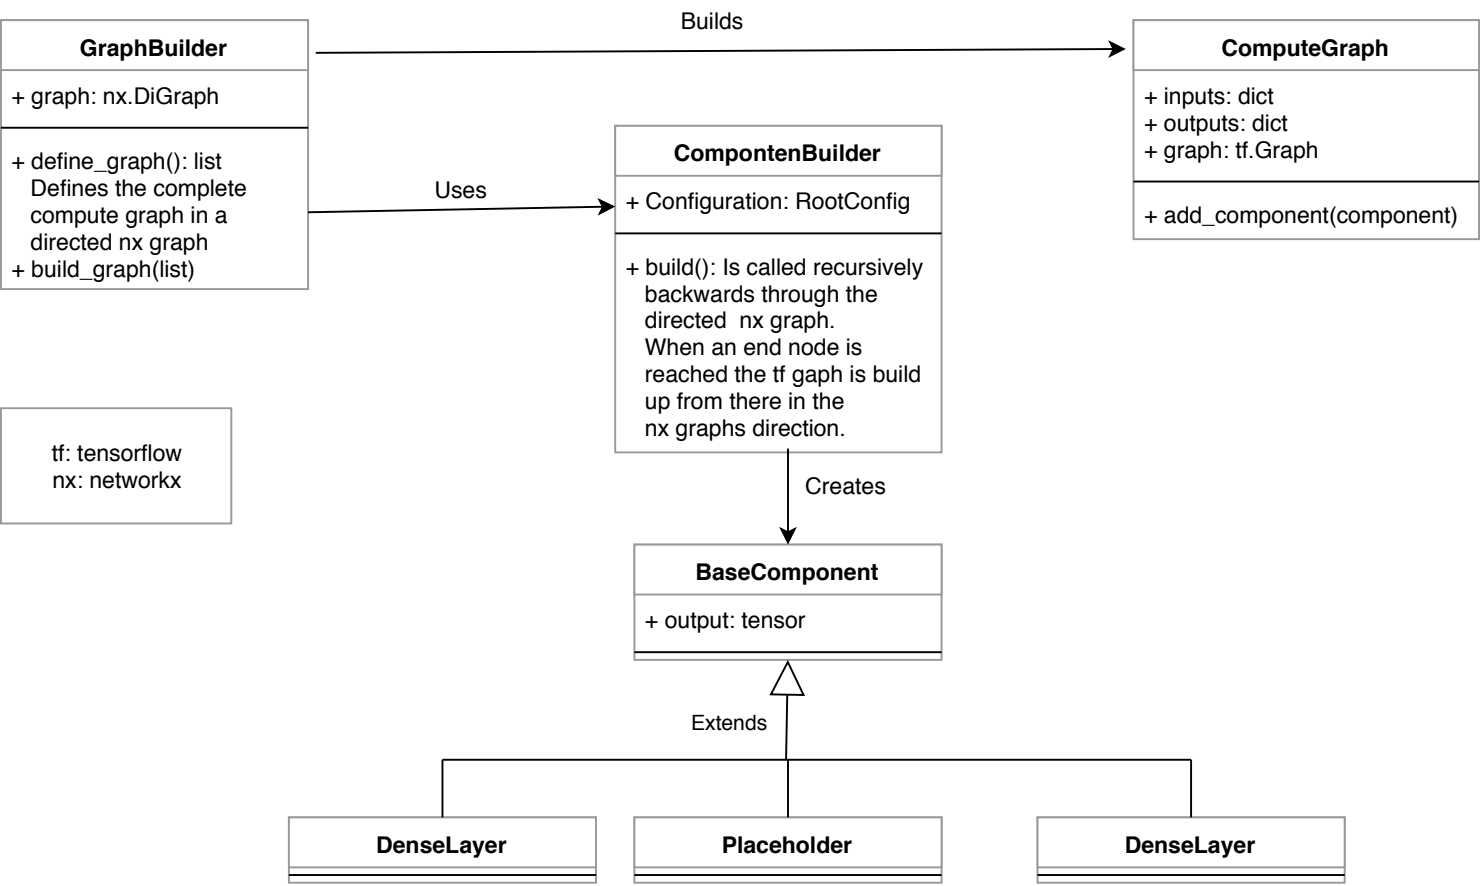 Builds
GraphBuilder
+ graph: nx.DiGraph
+ define_graph(): list
Defines the complete
compute graph in a
directed nx graph
+ build_graph(list)
Uses
CompontenBuilder
+ Configuration: RootConfig
+ build(): Is called recursively
backwards through the
directed  nx graph.
When an end node is
reached the tf gaph is build
up from there in the
nx graphs direction.
ComputeGraph
+ inputs: dict
+ outputs: dict
+ graph: tf.Graph
+ add_component(component)
tf: tensorflow
nx: networkx
Creates
BaseComponent
+ output: tensor
Extends
DenseLayer
Placeholder
DenseLayer